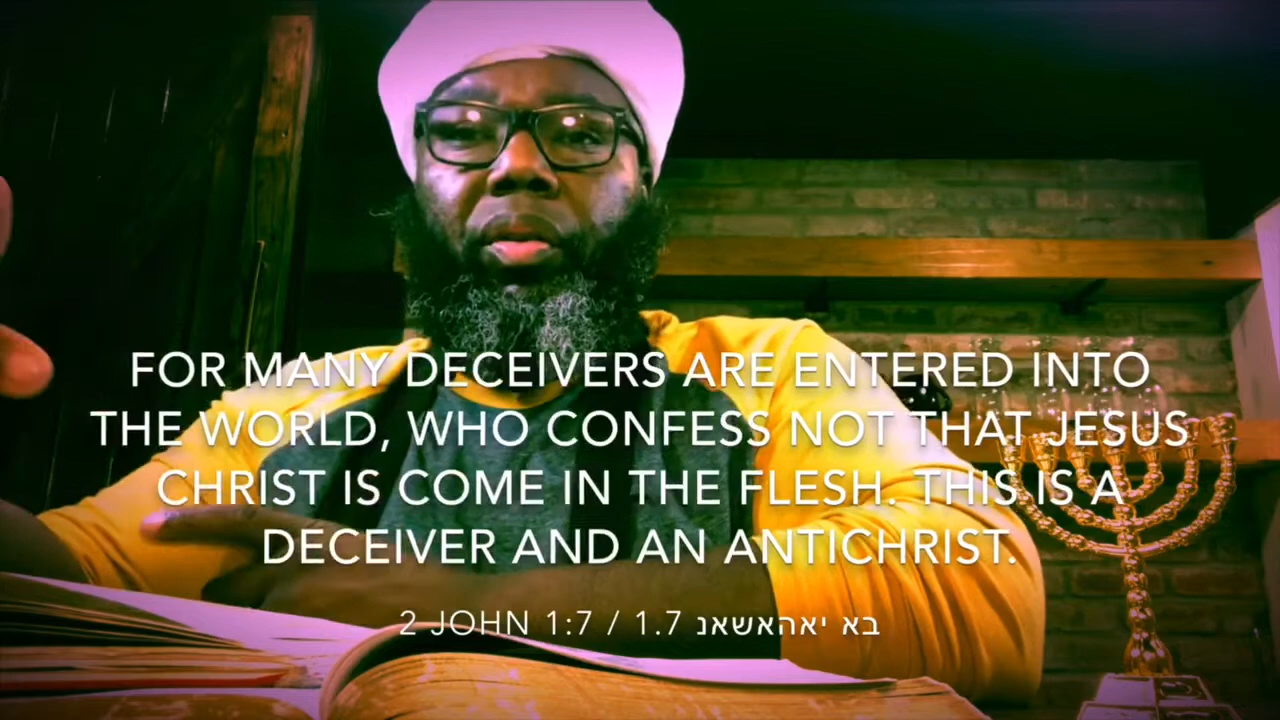 FOR MANY DECEIVERS ARE ENTERED INTO
THE WORLD, WHO CONFESS NOT THAT JESUS
CHRIST IS COME IN THE FLESH. THIS IS A
DECEIVER AND AN ANTICHRIST.
2 JOHN 1:7 / 1.7 בא יאהאשאנ